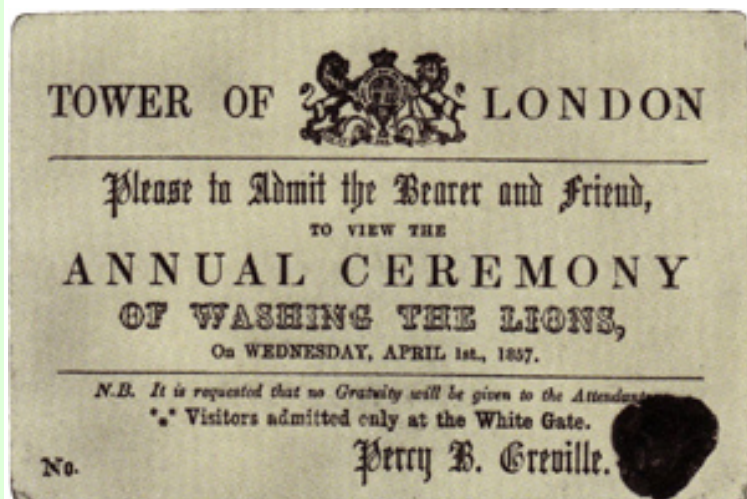 TOWER OF LONDON
Please to Admit the Bearer and Friend,
TO VIEW THE
ANNUAL CEREMONY
OF WASHING THE LIONS,
On WEDNESDAY, APRIL 1st., 1857.
N.B. It is requested that no Gratuity will be given to the
*⁎* Visitors admitted only at the White Gate.
No.
Percy B. Greville.